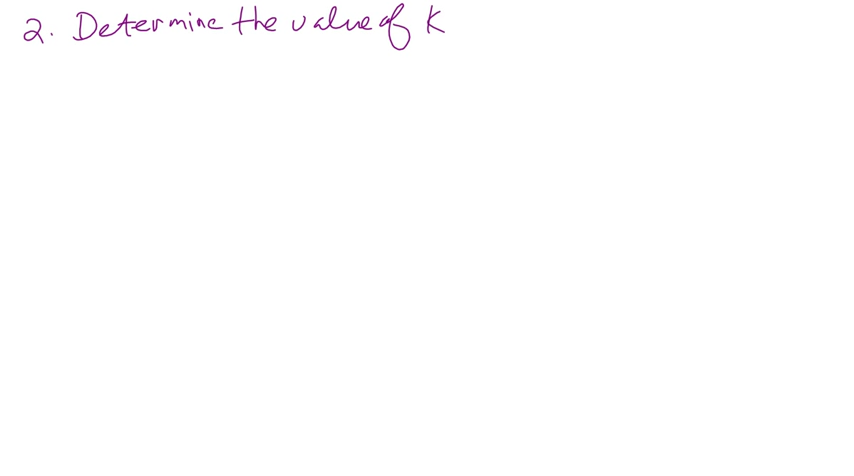 2. Determine the value of k